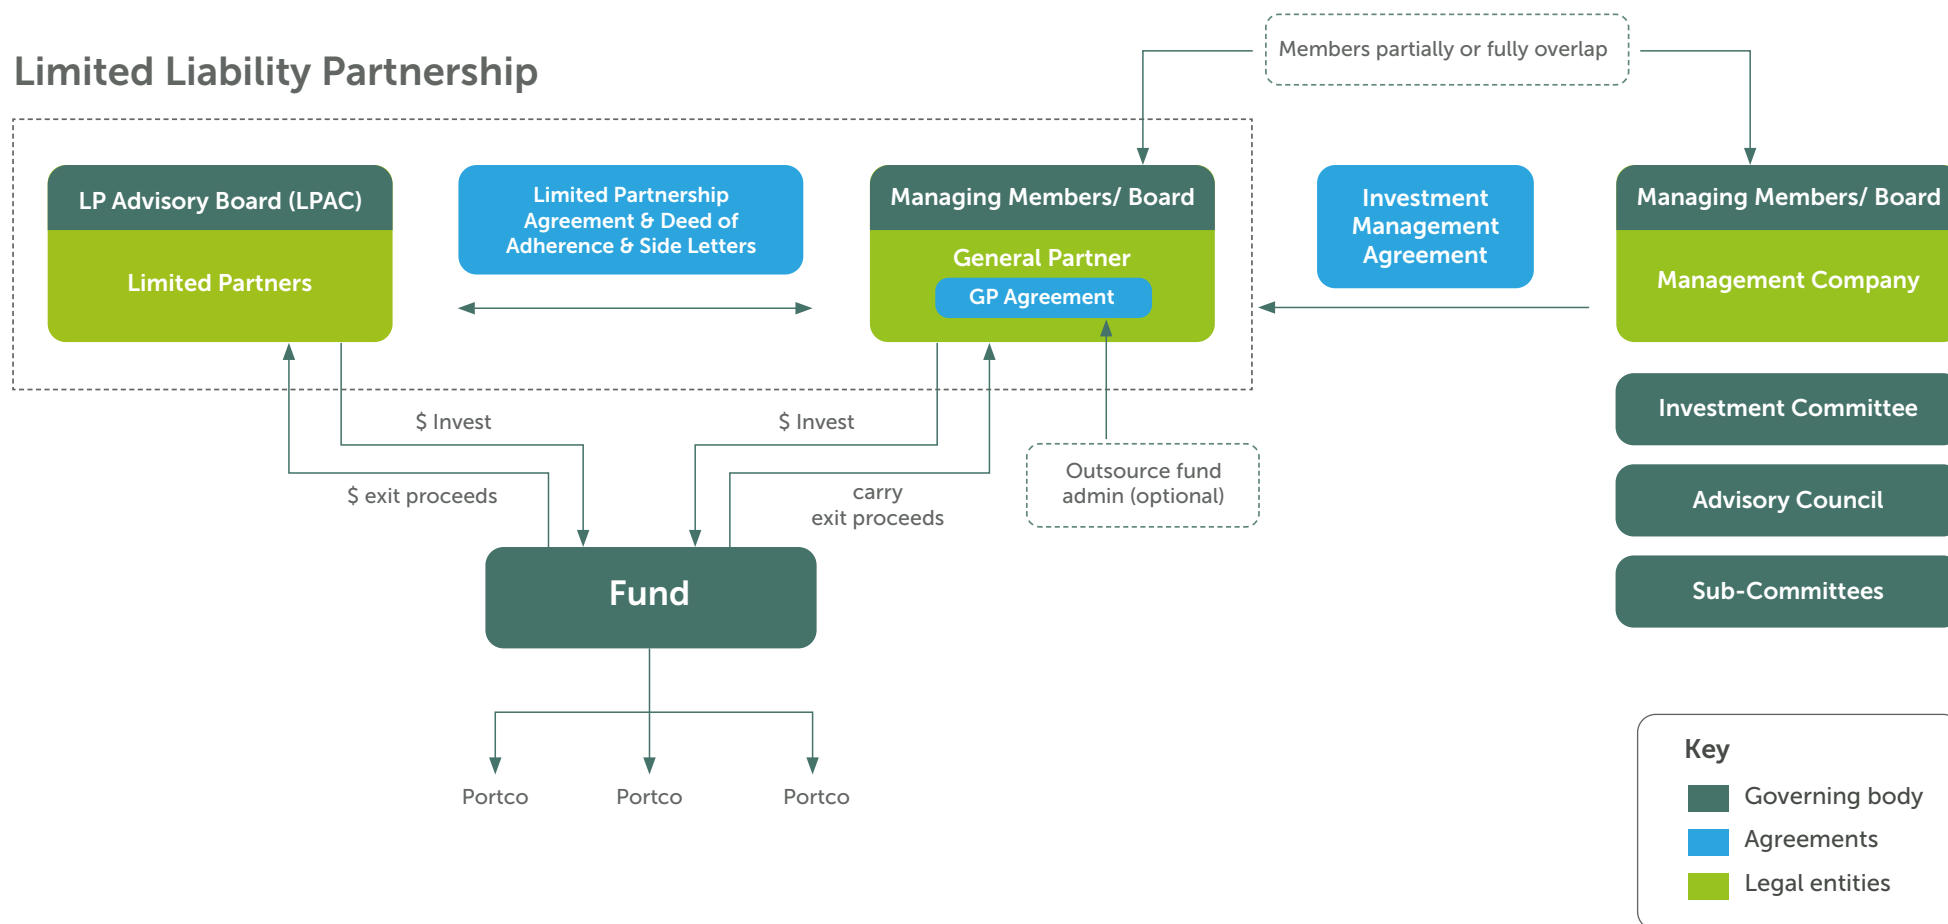 Members partially or fully overlap
Limited Liability Partnership
LP Advisory Board (LPAC)
Limited Partners
Limited Partnership
Agreement & Deed of
Adherence & Side Letters
Managing Members/ Board
General Partner
GP Agreement
Investment
Management
Agreement
Managing Members/ Board
Management Company
Investment Committee
Advisory Council
Sub-Committees
$ Invest
$ Invest
$ exit proceeds
carry
exit proceeds
Outsource fund
admin (optional)
Fund
Portco
Portco
Portco
Key
Governing body
Agreements
Legal entities